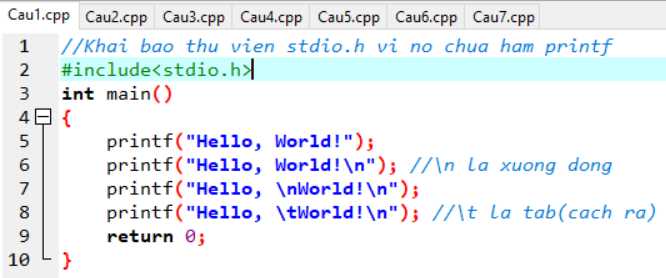 Cau1.cpp Cau2.cpp Cau3.cpp Cau4.cpp Cau5.cpp Cau6.cpp Cau7.cpp
1 //Khai bao thu vien stdio.h vi no chua ham printf
2 #include<stdio.h>
3 int main()
4 {
5 printf("Hello, World!");
6 printf("Hello, World!\n"); //\n la xuong dong
7 printf("Hello, \nWorld!\n");
8 printf("Hello, \tWorld!\n"); //\t la tab(cach ra)
9 return 0;
10 }